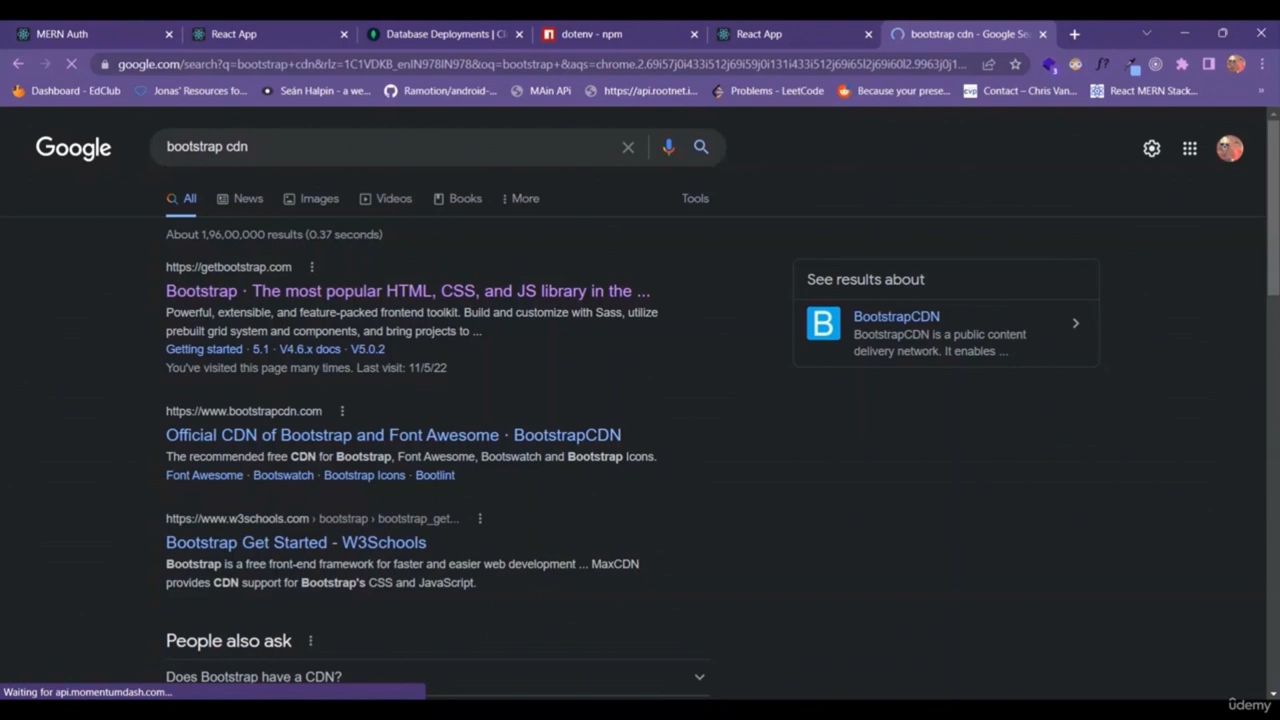 MERN Auth
React App
Database Deployments | Cl
dotenv - npm
React App
bootstrap cdn - Google Se
google.com/search?q=bootstrap+cdn&rlz=1C1VDKB_enIN978IN978&oq=bootstrap+&aqs=chrome.2.69i57j0i433i512j69i59j0i131i433i512j69i65l2j69i60l2.9963j0j1...
Dashboard - EdClub
Jonas' Resources fo...
Seán Halpin - a we...
Ramotion/android-...
MAin APi
https://api.rootnet.i...
Problems - LeetCode
Because your prese...
Contact – Chris Van...
React MERN Stack...
Google
bootstrap cdn
All
News
Images
Videos
Books
More
Tools
About 1,96,00,000 results (0.37 seconds)
https://getbootstrap.com
Bootstrap · The most popular HTML, CSS, and JS library in the ...
Powerful, extensible, and feature-packed frontend toolkit. Build and customize with Sass, utilize
prebuilt grid system and components, and bring projects to ...
Getting started · 5.1 · V4.6.x docs · V5.0.2
You've visited this page many times. Last visit: 11/5/22
See results about
B
BootstrapCDN
BootstrapCDN is a public content
delivery network. It enables ...
https://www.bootstrapcdn.com
Official CDN of Bootstrap and Font Awesome · BootstrapCDN
The recommended free CDN for Bootstrap, Font Awesome, Bootswatch and Bootstrap Icons.
Font Awesome · Bootswatch · Bootstrap Icons · Bootlint
https://www.w3schools.com › bootstrap › bootstrap_get...
Bootstrap Get Started - W3Schools
Bootstrap is a free front-end framework for faster and easier web development ... MaxCDN
provides CDN support for Bootstrap's CSS and JavaScript.
People also ask
Does Bootstrap have a CDN?
Waiting for api.momentumdash.com...
ûdemy